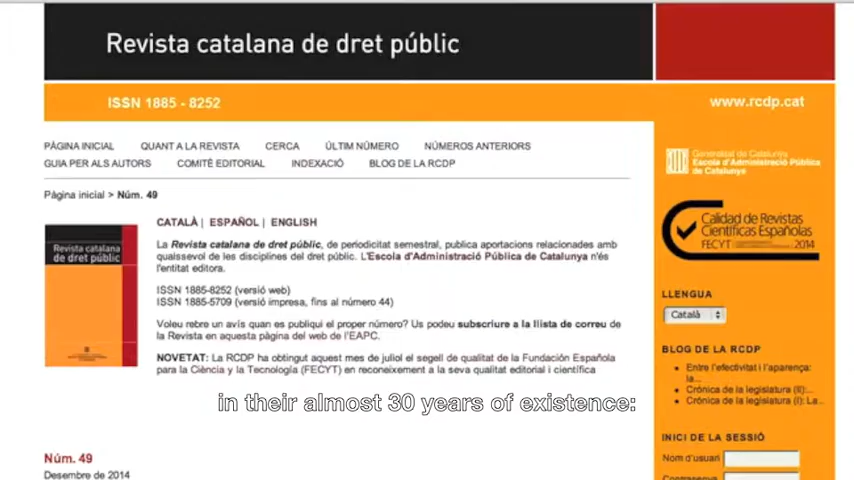 Revista catalana de dret públic
ISSN 1885 - 8252
www.rcdp.cat
PÀGINA INICIAL QUANT A LA REVISTA CERCA ÚLTIM NÚMERO NÚMEROS ANTERIORS
GUIA PER ALS AUTORS COMITÈ EDITORIAL INDEXACIÓ BLOG DE LA RCDP
Pàgina inicial > Núm. 49
Revista catalana
de dret públic
CATALÀ | ESPAÑOL | ENGLISH
La Revista catalana de dret públic, de periodicitat semestral, publica aportacions relacionades amb
qualssevol de les disciplines del dret públic. L'Escola d'Administració Pública de Catalunya n'és
l'entitat editora.
ISSN 1885-8252 (versió web)
ISSN 1885-5709 (versió impresa, fins al número 44)
Voleu rebre un avís quan es publiqui el proper número? Us podeu subscriure a la llista de correu de
la Revista en aquesta pàgina del web de l'EAPC.
NOVETAT: La RCDP ha obtingut aquest mes de juliol el segell de qualitat de la Fundación Española
para la Ciència y la Tecnología (FECYT) en reconeixement a la seva qualitat editorial i científica
in their almost 30 years of existence:
Núm. 49
Desembre de 2014
Generalitat de Catalunya
Escola d'Administració Pública
de Catalunya
Calidad de Revistas
Científicas Españolas
FECYT 2014
LLENGUA
Català
BLOG DE LA RCDP
Entre l'efectivitat i l'aparença:
la...
Crónica de la legislatura (II):...
Crónica de la legislatura (I): La...
INICI DE LA SESSIÓ
Nom d'usuari
Contrasenya